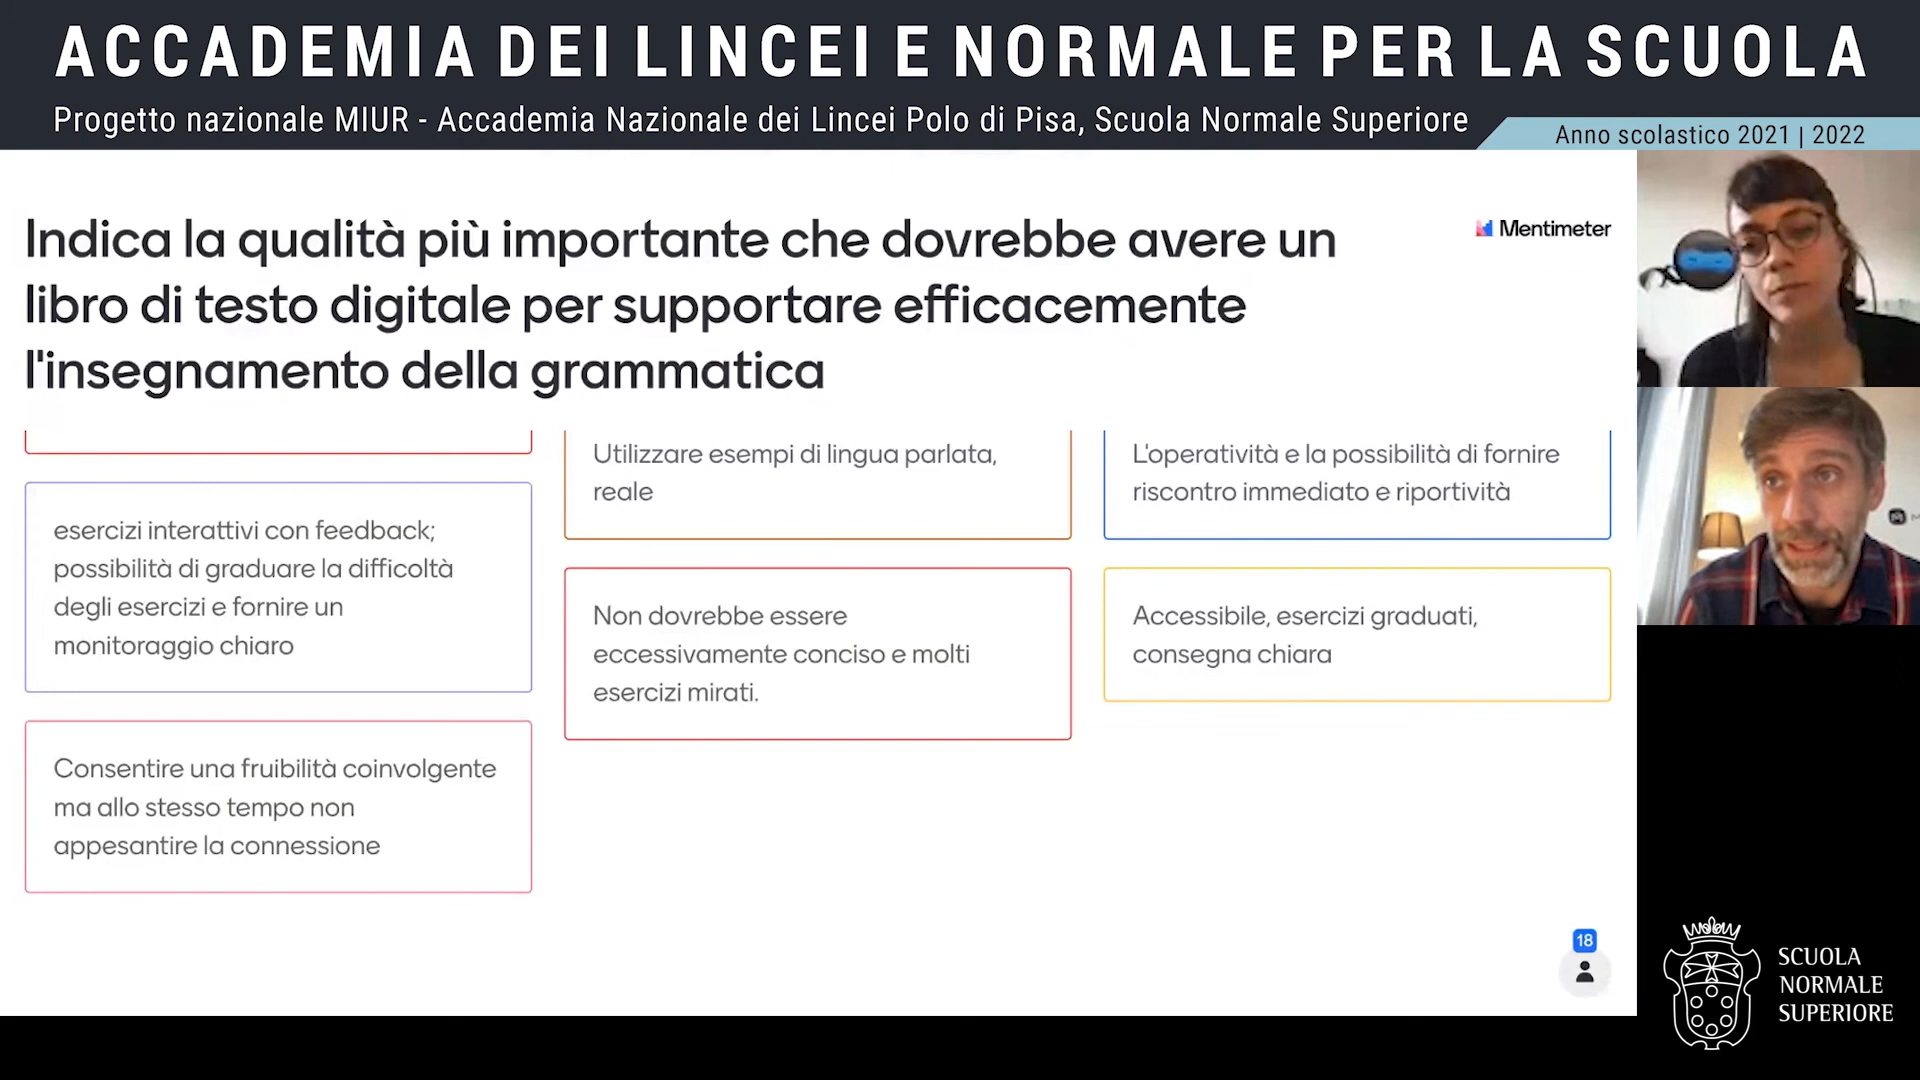 ACCADEMIA DEI LINCEI E NORMALE PER LA SCUOLA
Progetto nazionale MIUR - Accademia Nazionale dei Lincei Polo di Pisa, Scuola Normale Superiore
Anno scolastico 2021 | 2022
Indica la qualità più importante che dovrebbe avere un
libro di testo digitale per supportare efficacemente
l'insegnamento della grammatica
Mentimeter
esercizi interattivi con feedback;
possibilità di graduare la difficoltà
degli esercizi e fornire un
monitoraggio chiaro
Consentire una fruibilità coinvolgente
ma allo stesso tempo non
appesantire la connessione
Utilizzare esempi di lingua parlata,
reale
Non dovrebbe essere
eccessivamente conciso e molti
esercizi mirati.
L'operatività e la possibilità di fornire
riscontro immediato e riportività
Accessibile, esercizi graduati,
consegna chiara
18
SCUOLA
NORMALE
SUPERIORE